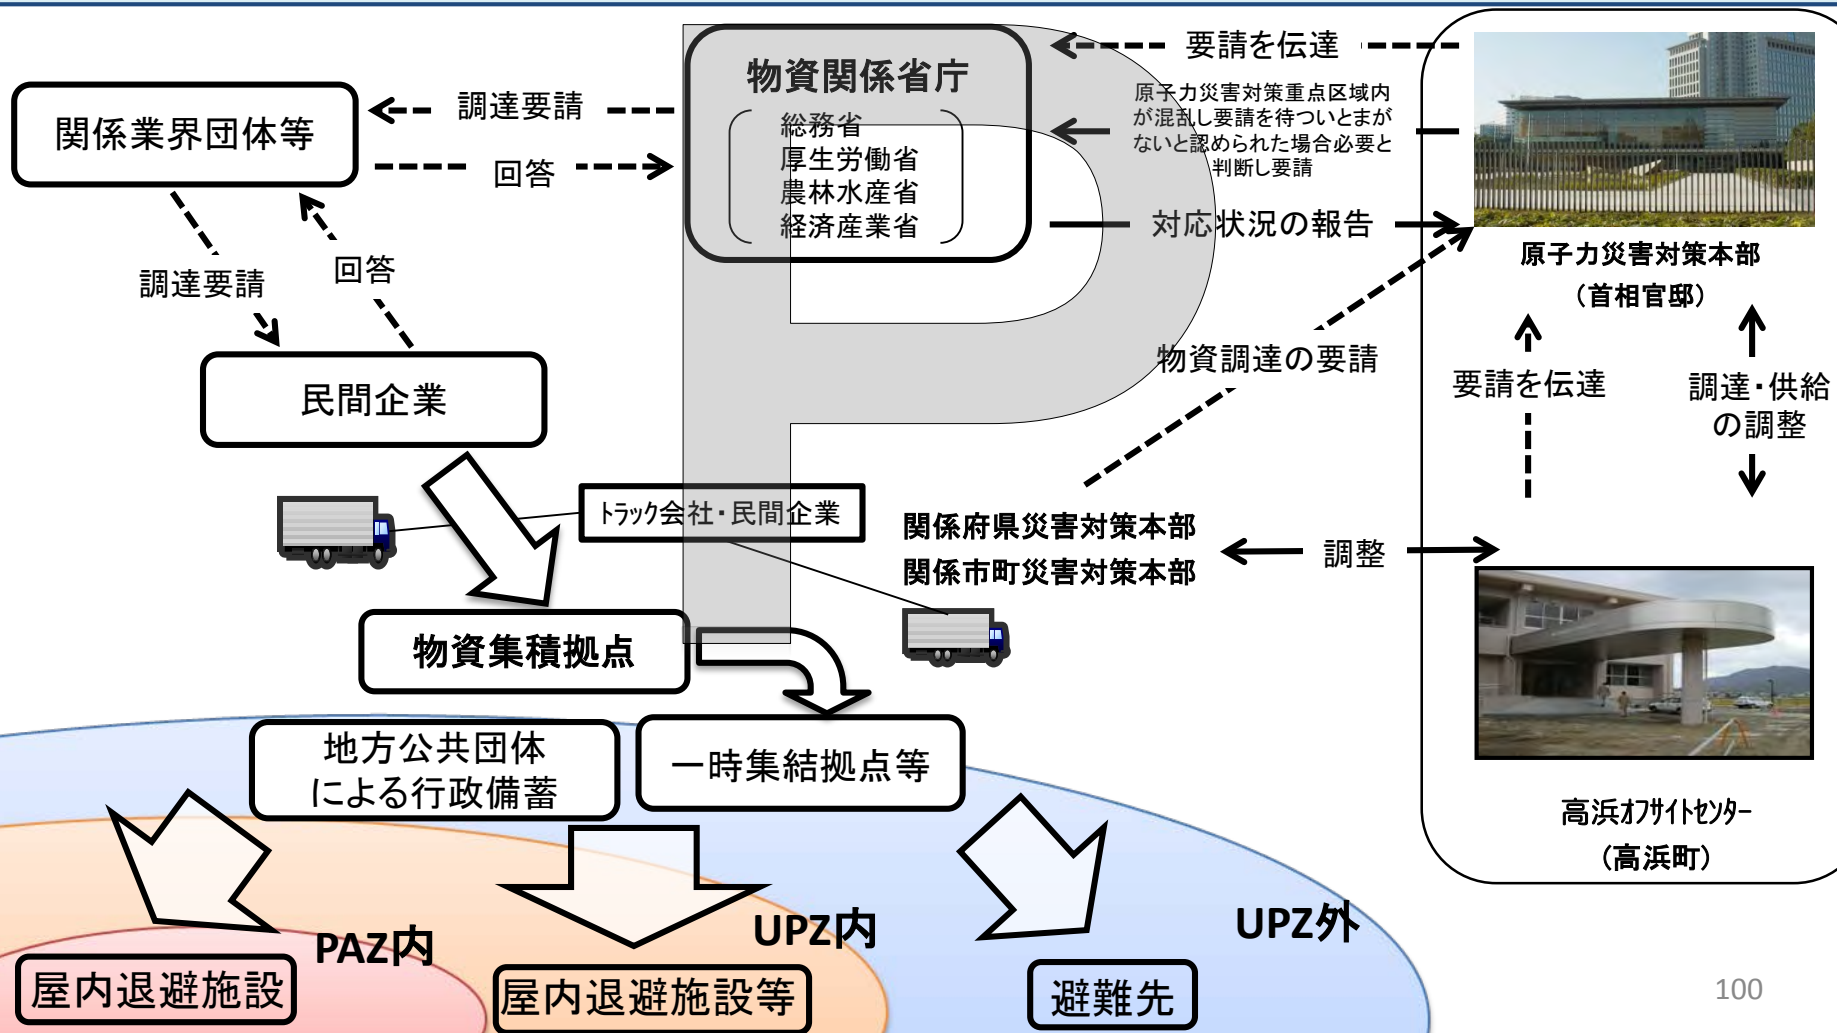 物資関係省庁
総務省
厚生労働省
農林水産省
経済産業省
関係業界団体等
調達要請
回答
調達要請
回答
民間企業
要請を伝達
原子力災害対策重点区域内
が混乱し要請を待ついとまが
ないと認められた場合必要と
判断し要請
対応状況の報告
原子力災害対策本部
（首相官邸）
物資調達の要請
要請を伝達
調達・供給
の調整
トラック会社・民間企業
関係府県災害対策本部
関係市町災害対策本部
調整
物資集積拠点
地方公共団体
による行政備蓄
一時集結拠点等
高浜オフサイトセンター
（高浜町）
PAZ内
UPZ内
UPZ外
屋内退避施設
屋内退避施設等
避難先
100
P